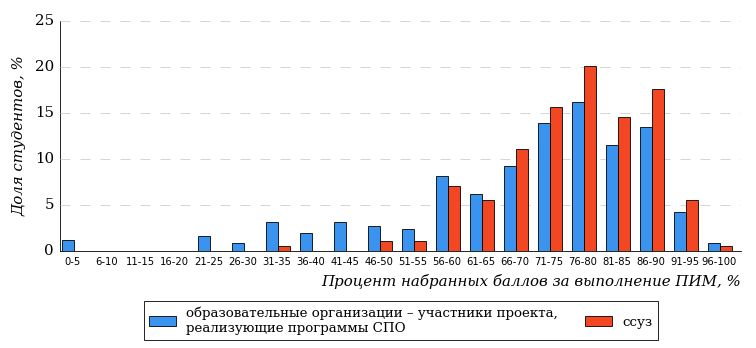 Доля студентов, %
25
20
15
10
5
0
0-5 6-10 11-15 16-20 21-25 26-30 31-35 36-40 41-45 46-50 51-55 56-60 61-65 66-70 71-75 76-80 81-85 86-90 91-95 96-100
Процент набранных баллов за выполнение ПИМ, %
образовательные организации – участники проекта,
реализующие программы СПО
ссуз